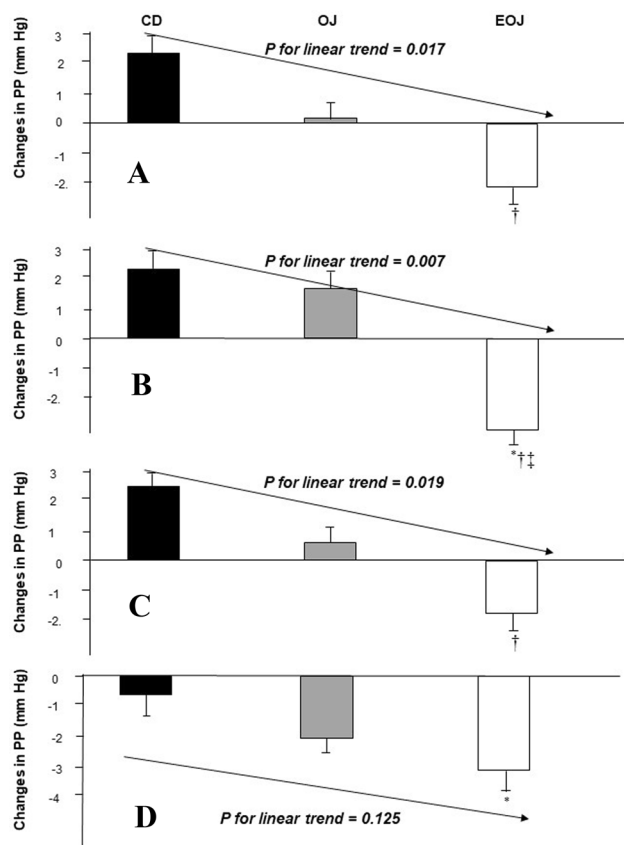 CD OJ EOJ
Changes in PP (mm Hg)
3
2
1
0
-1
-2.
P for linear trend = 0.017
A
†
Changes in PP (mm Hg)
3
2
1
0
-1
-2.
P for linear trend = 0.007
B
*†‡
Changes in PP (mm Hg)
3
2
1
0
-1
-2.
P for linear trend = 0.019
C
†
Changes in PP (mm Hg)
0
-1
-2
-3
-4
*
D
P for linear trend = 0.125